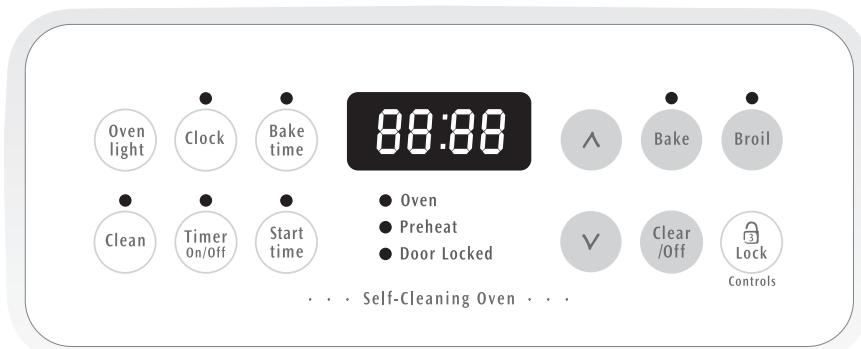 Oven
light
Clock
Bake
time
88:88
Bake
Broil
Clean
Timer
On/Off
Start
time
Oven
Preheat
Door Locked
Clear
/Off
3
Lock
Controls
· · · Self-Cleaning Oven · · ·